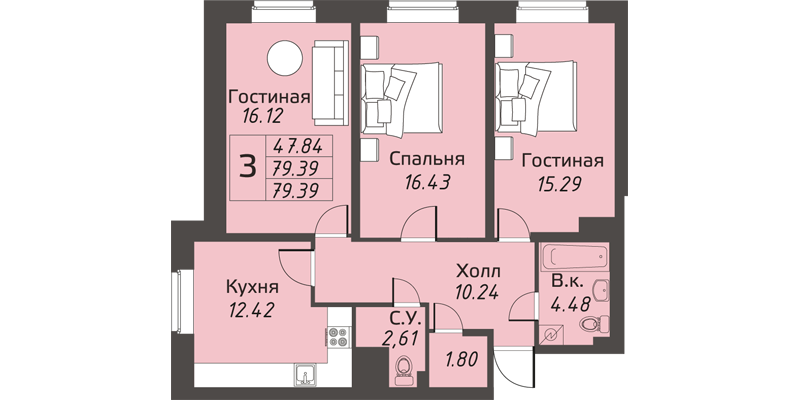 Гостиная
16.12
3
47.84
79.39
79.39
Спальня
16.43
Гостиная
15.29
Кухня
12.42
Холл
10.24
В.к.
4.48
С.У.
2,61
1.80